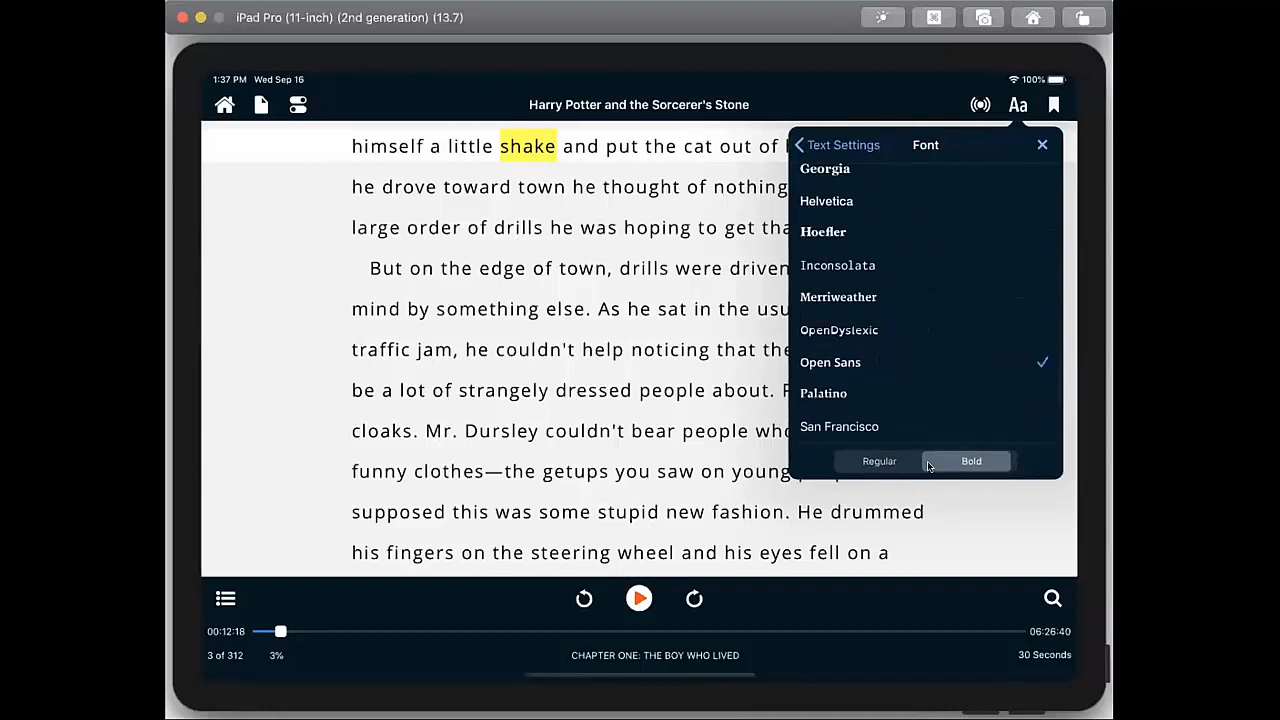 iPad Pro (11-inch) (2nd generation) (13.7)
1:37 PM Wed Sep 16
100%
Harry Potter and the Sorcerer's Stone
Aa
himself a little shake and put the cat out of
he drove toward town he thought of nothing
large order of drills he was hoping to get
But on the edge of town, drills were driven
mind by something else. As he sat in the
traffic jam, he couldn't help noticing that
be a lot of strangely dressed people about.
cloaks. Mr. Dursley couldn't bear people
funny clothes—the getups you saw on young
supposed this was some stupid new fashion. He drummed
his fingers on the steering wheel and his eyes fell on a
Text Settings
Font
Georgia
Helvetica
Hoefler
Inconsolata
Merriweather
OpenDyslexic
Open Sans
Palatino
San Francisco
Regular
Bold
00:12:18
06:26:40
3 of 312
3%
CHAPTER ONE: THE BOY WHO LIVED
30 Seconds